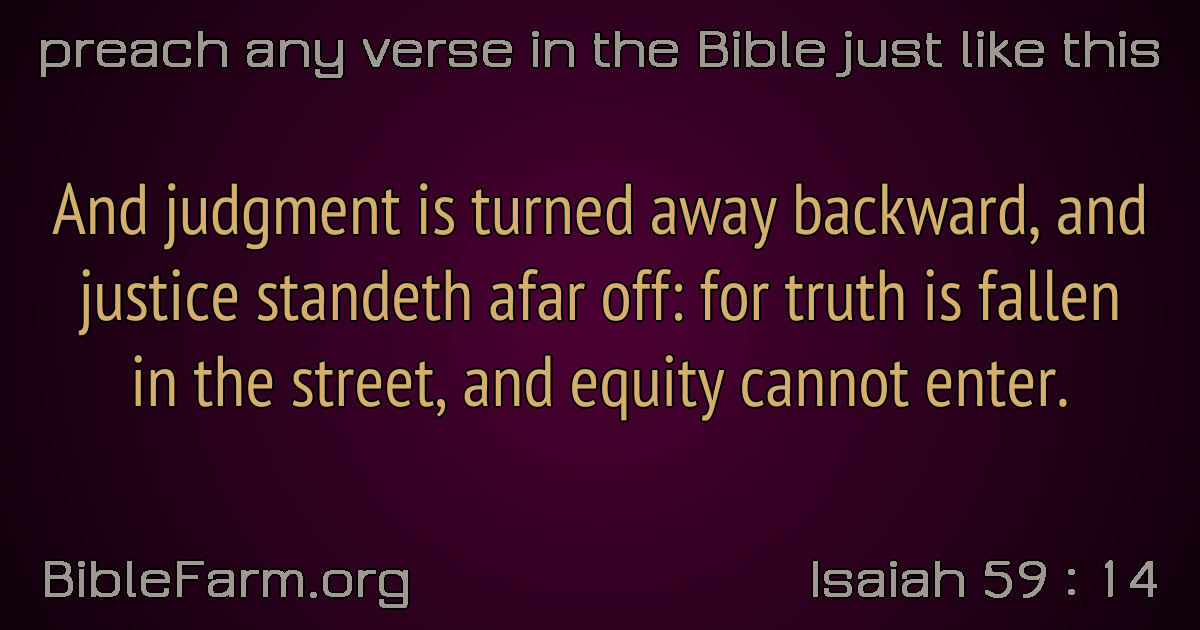 preach any verse in the Bible just like this
And judgment is turned away backward, and
justice standeth afar off: for truth is fallen
in the street, and equity cannot enter.
BibleFarm.org
Isaiah 59 : 14